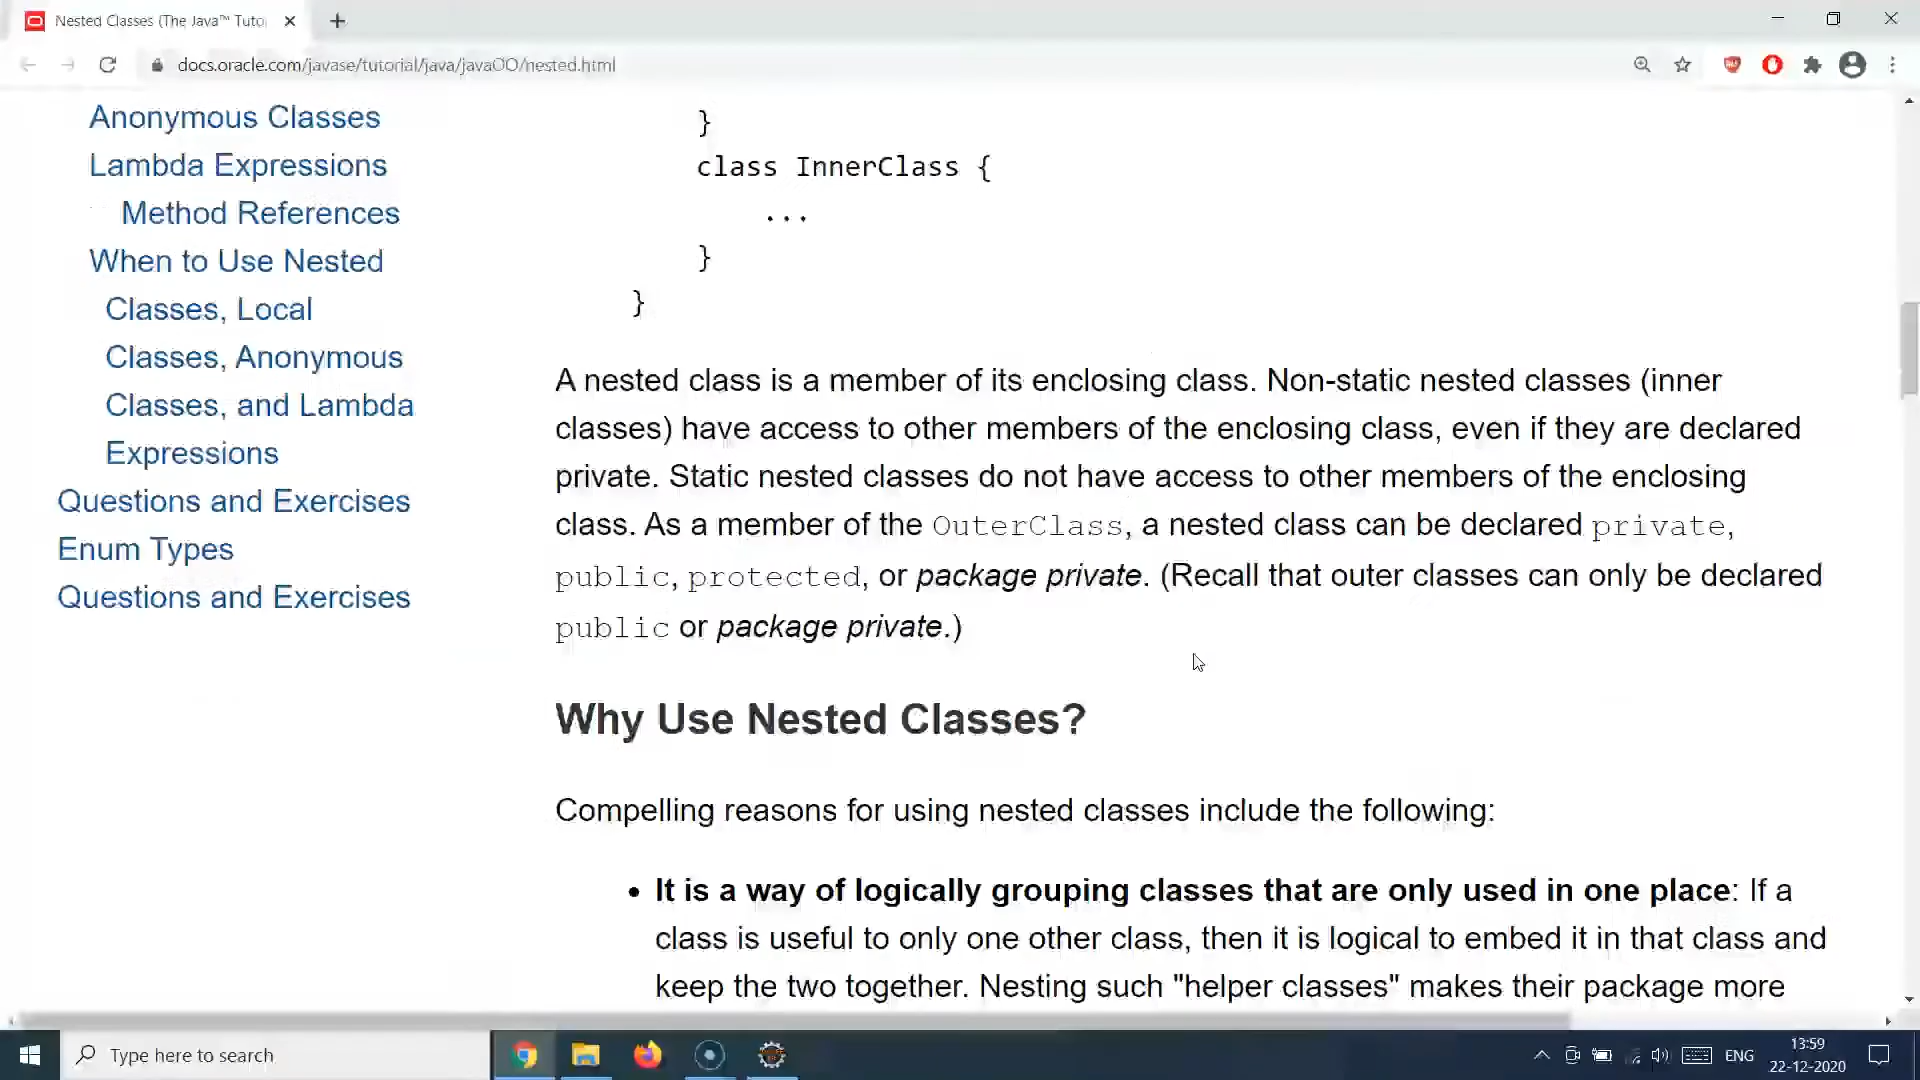 Nested Classes (The Java™ Tuto
docs.oracle.com/javase/tutorial/java/javaOO/nested.html
Anonymous Classes
Lambda Expressions
Method References
When to Use Nested
Classes, Local
Classes, Anonymous
Classes, and Lambda
Expressions
Questions and Exercises
Enum Types
Questions and Exercises
}
class InnerClass {
...
}
}
A nested class is a member of its enclosing class. Non-static nested classes (inner
classes) have access to other members of the enclosing class, even if they are declared
private. Static nested classes do not have access to other members of the enclosing
class. As a member of the OuterClass, a nested class can be declared private,
public, protected, or package private. (Recall that outer classes can only be declared
public or package private.)
Why Use Nested Classes?
Compelling reasons for using nested classes include the following:
• It is a way of logically grouping classes that are only used in one place: If a
class is useful to only one other class, then it is logical to embed it in that class and
keep the two together. Nesting such "helper classes" makes their package more
Type here to search
ENG
13:59
22-12-2020